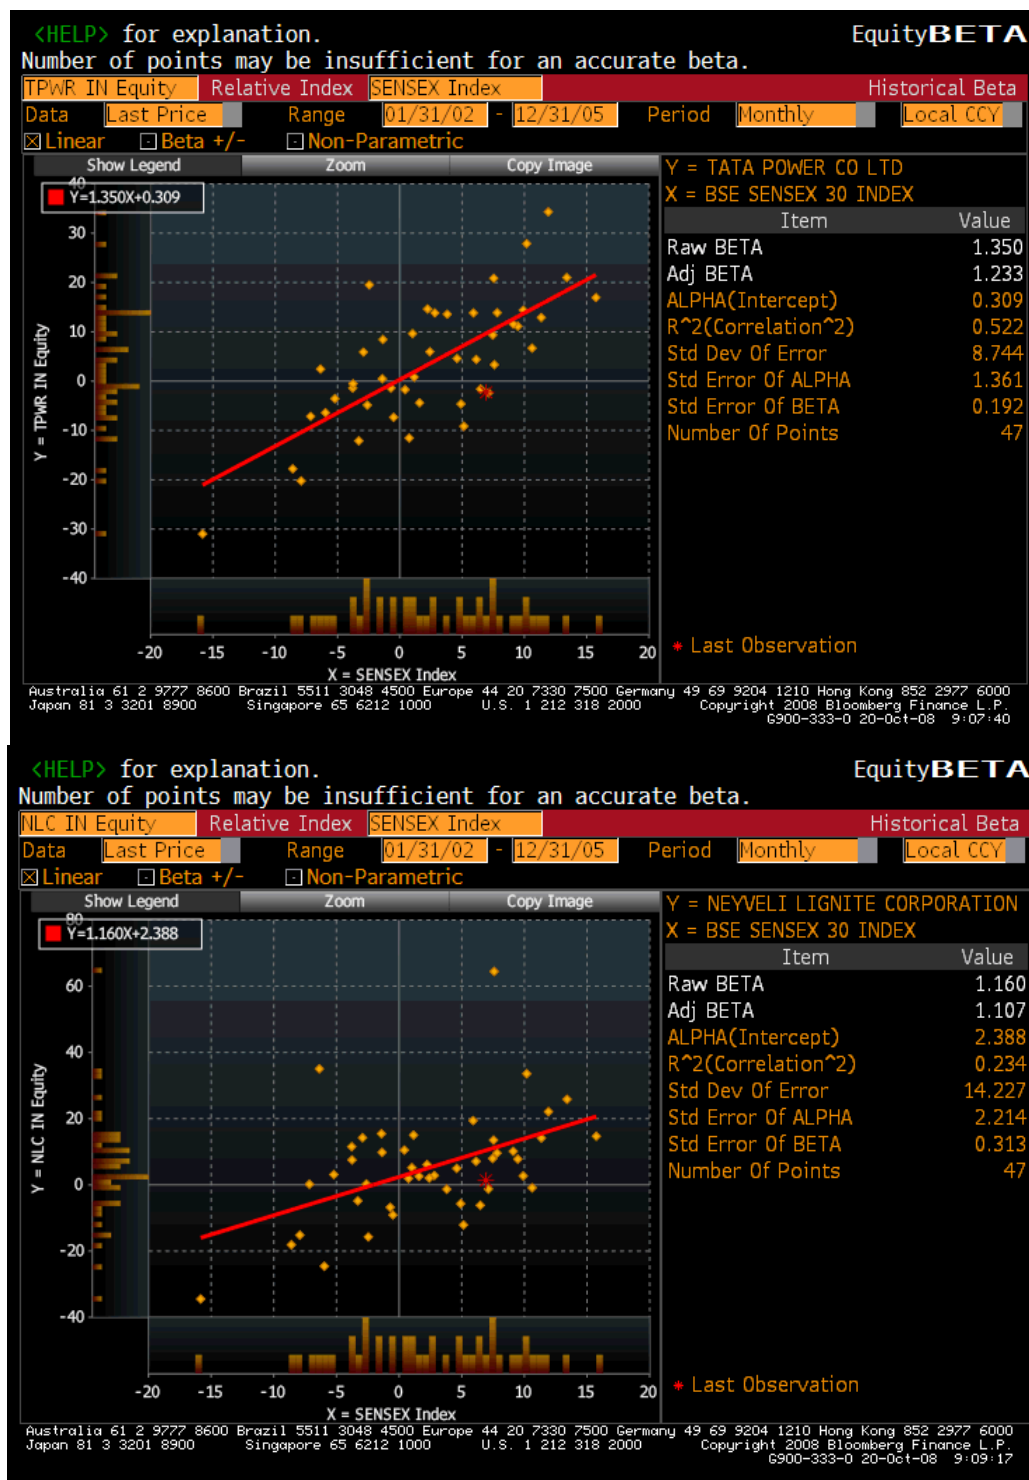 <HELP> for explanation. EquityBETA
Number of points may be insufficient for an accurate beta.
TPWR IN Equity Relative Index SENSEX Index Historical Beta
Data Last Price Range 01/31/02 - 12/31/05 Period Monthly Local CCY
Linear Beta +/- Non-Parametric
Show Legend Zoom Copy Image
Y = TATA POWER CO LTD
X = BSE SENSEX 30 INDEX
Item Value
Raw BETA 1.350
Adj BETA 1.233
ALPHA(Intercept) 0.309
R^2(Correlation^2) 0.522
Std Dev Of Error 8.744
Std Error Of ALPHA 1.361
Std Error Of BETA 0.192
Number Of Points 47
* Last Observation
Y=1.350X+0.309
Y = TPWR IN Equity
40
30
20
10
0
-10
-20
-30
-40
-20 -15 -10 -5 0 5 10 15 20
X = SENSEX Index
Australia 61 2 9777 8600 Brazil 5511 3048 4500 Europe 44 20 7330 7500 Germany 49 69 9204 1210 Hong Kong 852 2977 6000
Japan 81 3 3201 8900 Singapore 65 6212 1000 U.S. 1 212 318 2000 Copyright 2008 Bloomberg Finance L.P.
G900-333-0 20-Oct-08 9:07:40
<HELP> for explanation. EquityBETA
Number of points may be insufficient for an accurate beta.
NLC IN Equity Relative Index SENSEX Index Historical Beta
Data Last Price Range 01/31/02 - 12/31/05 Period Monthly Local CCY
Linear Beta +/- Non-Parametric
Show Legend Zoom Copy Image
Y = NEYVELI LIGNITE CORPORATION
X = BSE SENSEX 30 INDEX
Item Value
Raw BETA 1.160
Adj BETA 1.107
ALPHA(Intercept) 2.388
R^2(Correlation^2) 0.234
Std Dev Of Error 14.227
Std Error Of ALPHA 2.214
Std Error Of BETA 0.313
Number Of Points 47
* Last Observation
Y=1.160X+2.388
Y = NLC IN Equity
80
60
40
20
0
-20
-40
-20 -15 -10 -5 0 5 10 15 20
X = SENSEX Index
Australia 61 2 9777 8600 Brazil 5511 3048 4500 Europe 44 20 7330 7500 Germany 49 69 9204 1210 Hong Kong 852 2977 6000
Japan 81 3 3201 8900 Singapore 65 6212 1000 U.S. 1 212 318 2000 Copyright 2008 Bloomberg Finance L.P.
G900-333-0 20-Oct-08 9:09:17